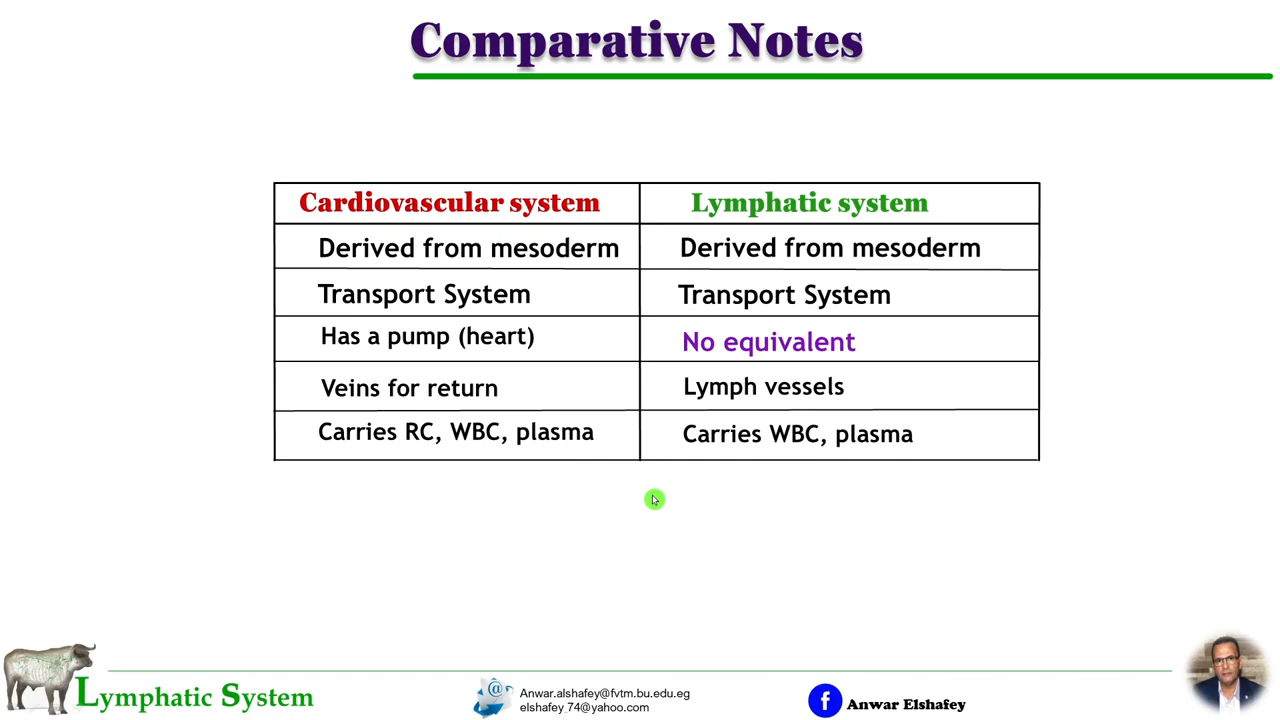 Comparative Notes
Cardiovascular system
Lymphatic system
Derived from mesoderm
Derived from mesoderm
Transport System
Transport System
Has a pump (heart)
No equivalent
Veins for return
Lymph vessels
Carries RC, WBC, plasma
Carries WBC, plasma
Lymphatic System
@
Anwar.alshafey@fvtm.bu.edu.eg
elshafey_74@yahoo.com
f
Anwar Elshafey